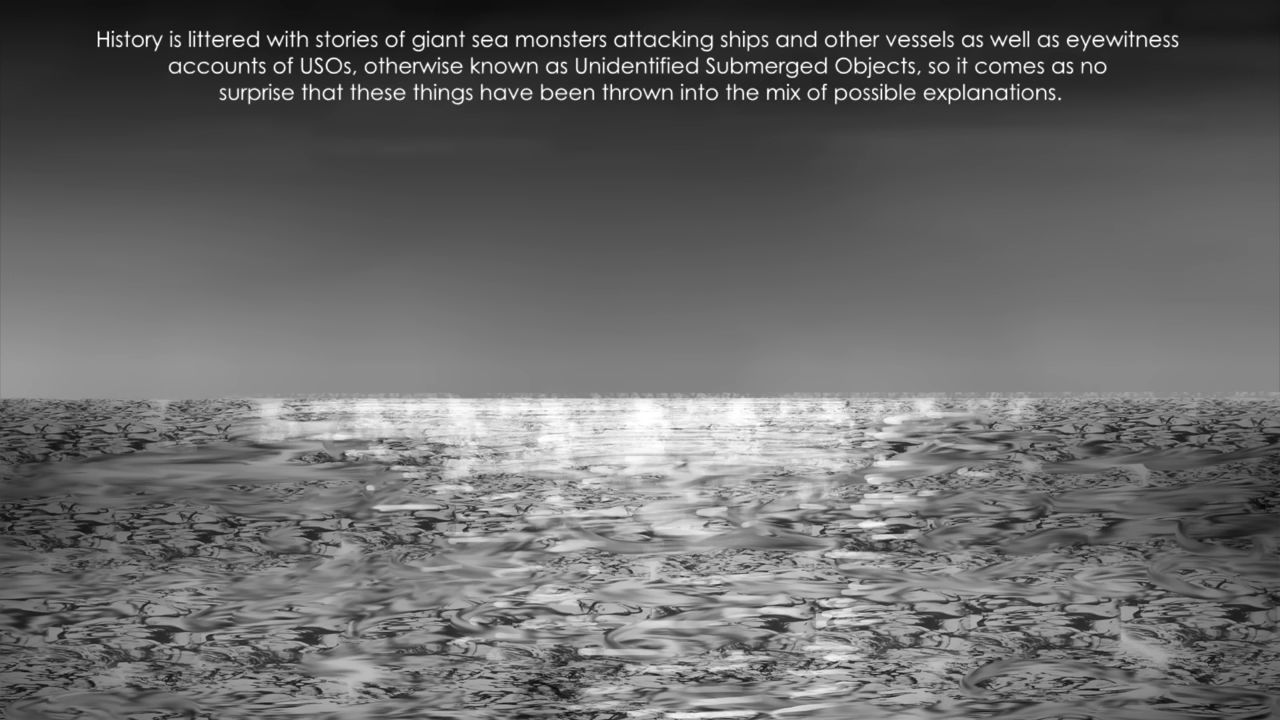 History is littered with stories of giant sea monsters attacking ships and other vessels as well as eyewitness
accounts of USOs, otherwise known as Unidentified Submerged Objects, so it comes as no
surprise that these things have been thrown into the mix of possible explanations.